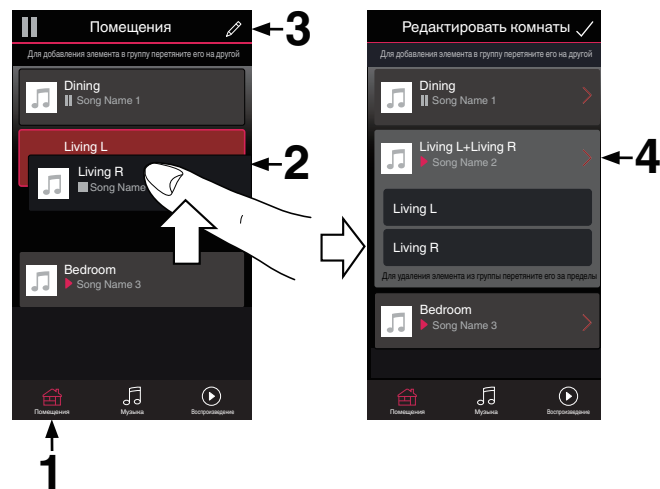 Помещения
3
Для добавления элемента в группу перетяните его на другой
Dining
Song Name 1
Living L
Living R
Song Name
2
Bedroom
Song Name 3
Помещения
Музыка
Воспроизведение
1
Редактировать комнаты
Для добавления элемента в группу перетяните его на другой
Dining
Song Name 1
Living L+Living R
Song Name 2
4
Living L
Living R
Для удаления элемента из группы перетяните его за пределы
Bedroom
Song Name 3
Помещения
Музыка
Воспроизведение